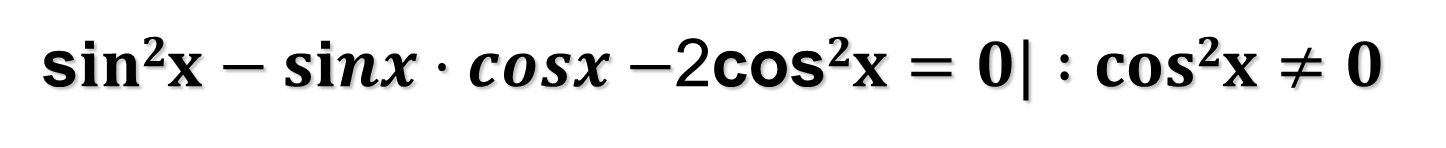 sin²x − sinx · cosx −2cos²x = 0| : cos²x ≠ 0